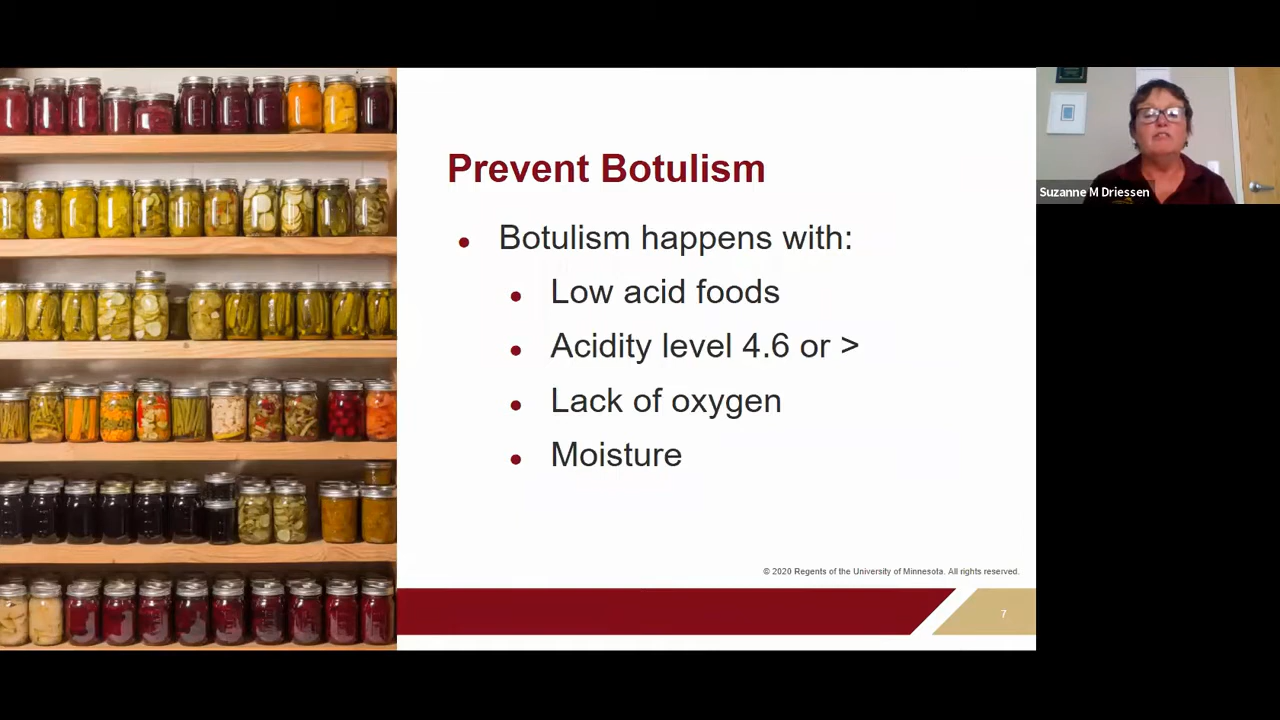 Prevent Botulism
Botulism happens with:
Low acid foods
Acidity level 4.6 or >
Lack of oxygen
Moisture
© 2020 Regents of the University of Minnesota. All rights reserved.
7
Suzanne M Driessen